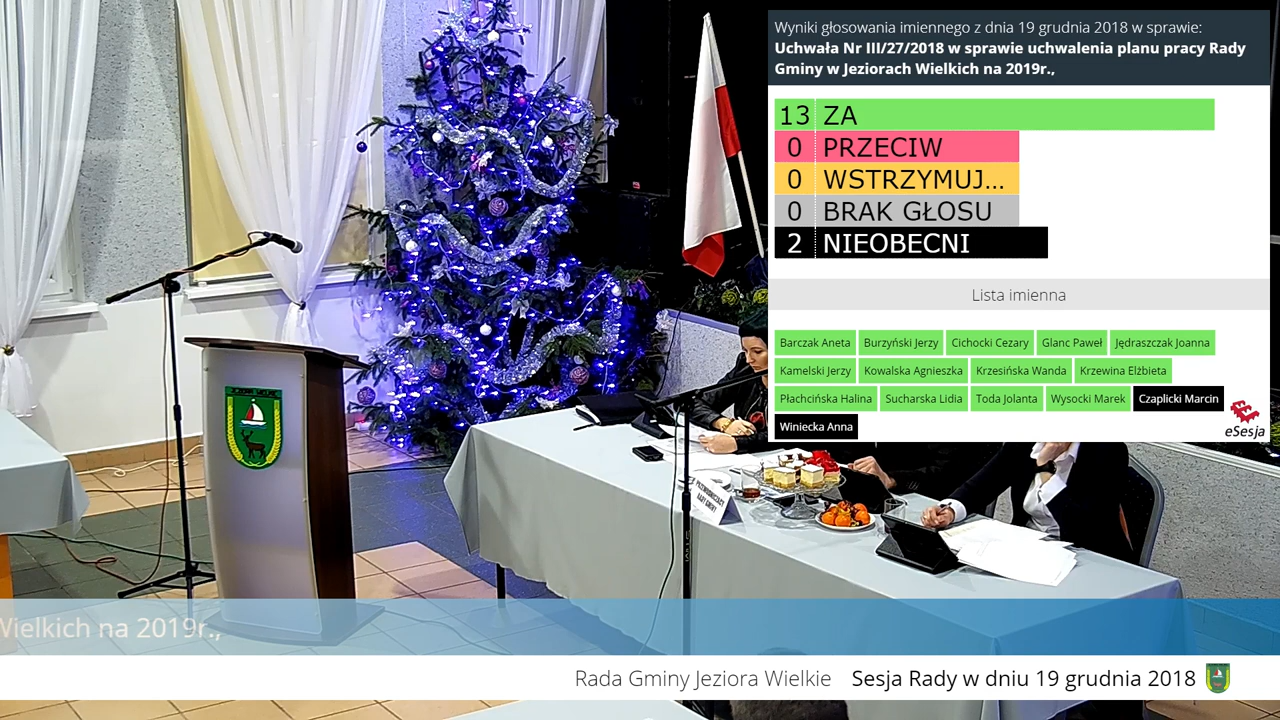 Wyniki głosowania imiennego z dnia 19 grudnia 2018 w sprawie:
Uchwała Nr III/27/2018 w sprawie uchwalenia planu pracy Rady
Gminy w Jeziorach Wielkich na 2019r.,
13 ZA
0 PRZECIW
0 WSTRZYMUJ...
0 BRAK GŁOSU
2 NIEOBECNI
Lista imienna
Barczak Aneta Burzyński Jerzy Cichocki Cezary Glanc Paweł Jędraszczak Joanna
Kamelski Jerzy Kowalska Agnieszka Krzesińska Wanda Krzewina Elżbieta
Płachcińska Halina Sucharska Lidia Toda Jolanta Wysocki Marek Czaplicki Marcin
Winiecka Anna
eSesja
PRZEWODNICZĄCY
RADY GMINY
Wielkich na 2019r.,
Rada Gminy Jeziora Wielkie Sesja Rady w dniu 19 grudnia 2018